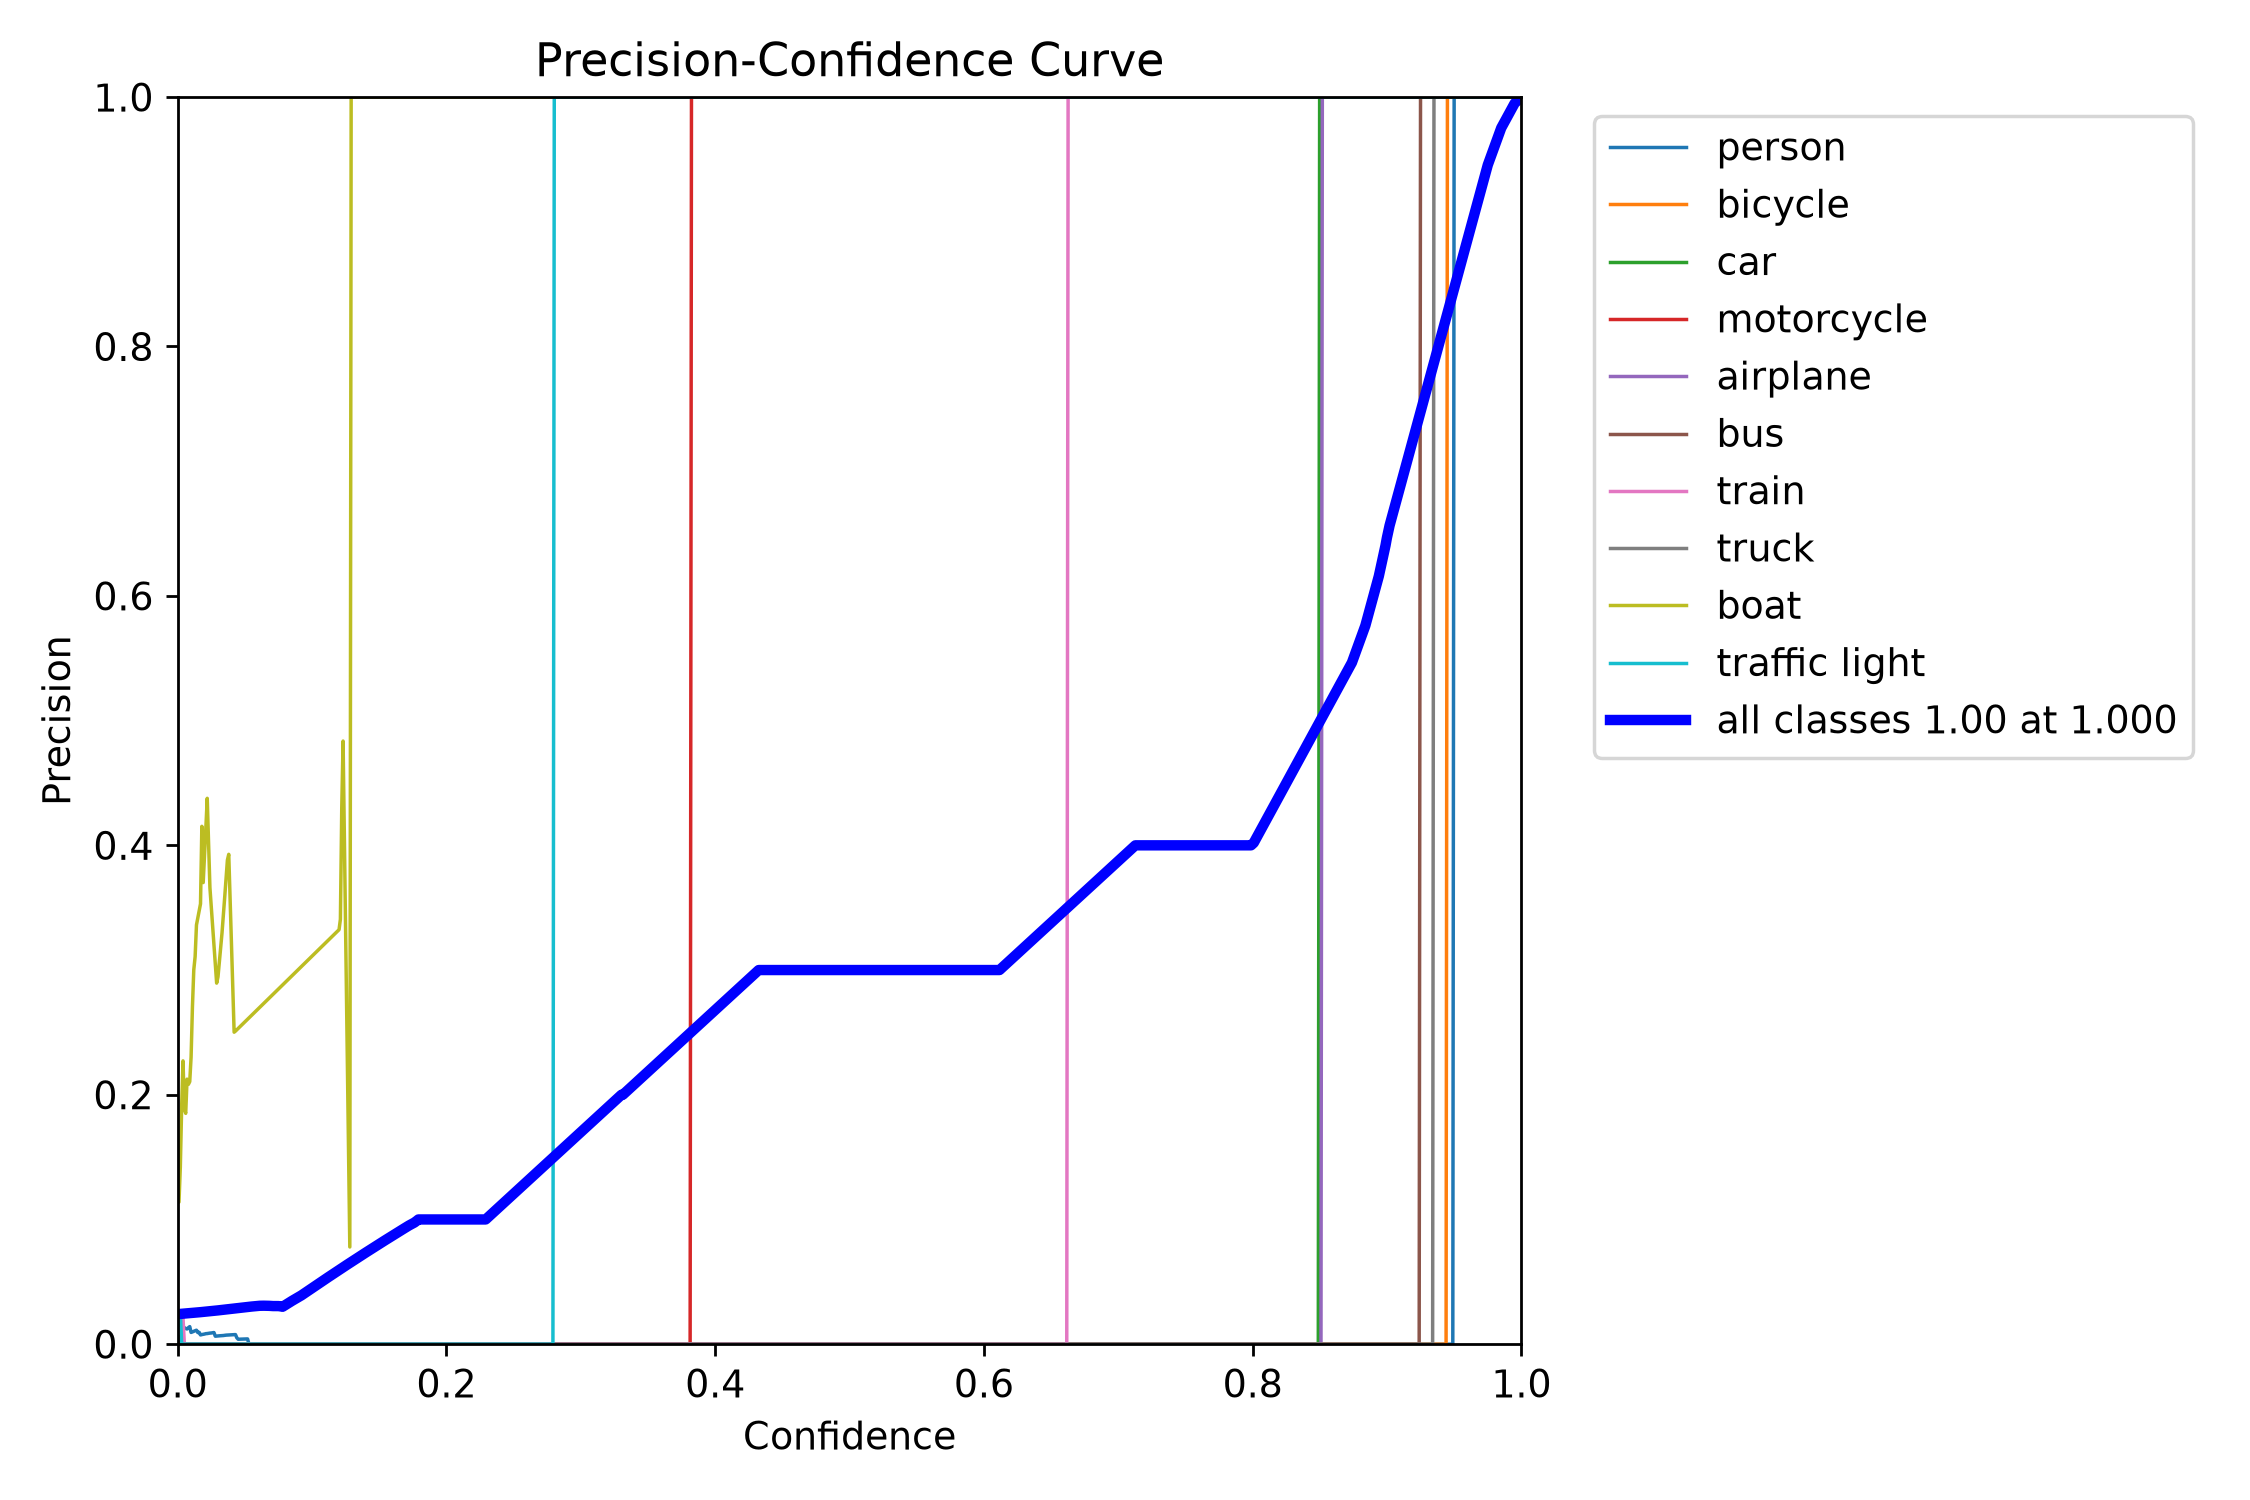 Precision-Confidence Curve
1.0
0.8
0.6
0.4
0.2
0.0
Precision
0.0 0.2 0.4 0.6 0.8 1.0
Confidence
person
bicycle
car
motorcycle
airplane
bus
train
truck
boat
traffic light
all classes 1.00 at 1.000